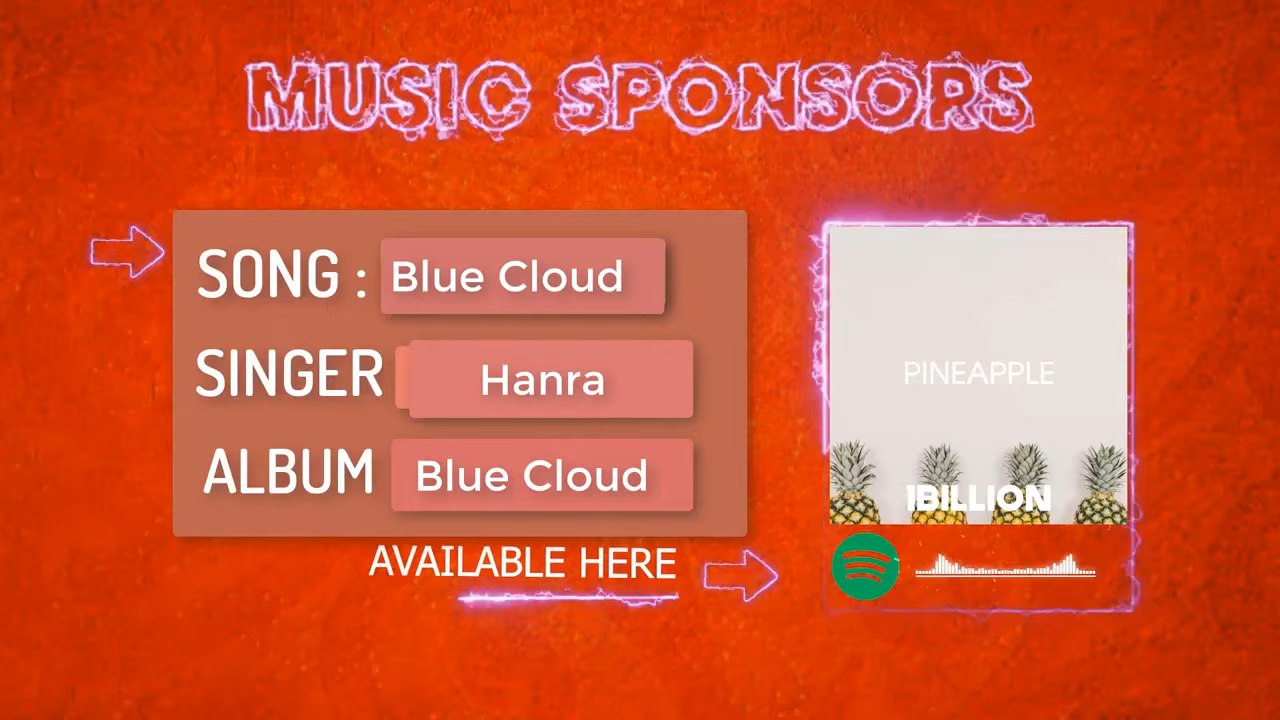 MUSIC SPONSORS
SONG : Blue Cloud
SINGER Hanra
ALBUM Blue Cloud
AVAILABLE HERE
PINEAPPLE
1BILLION